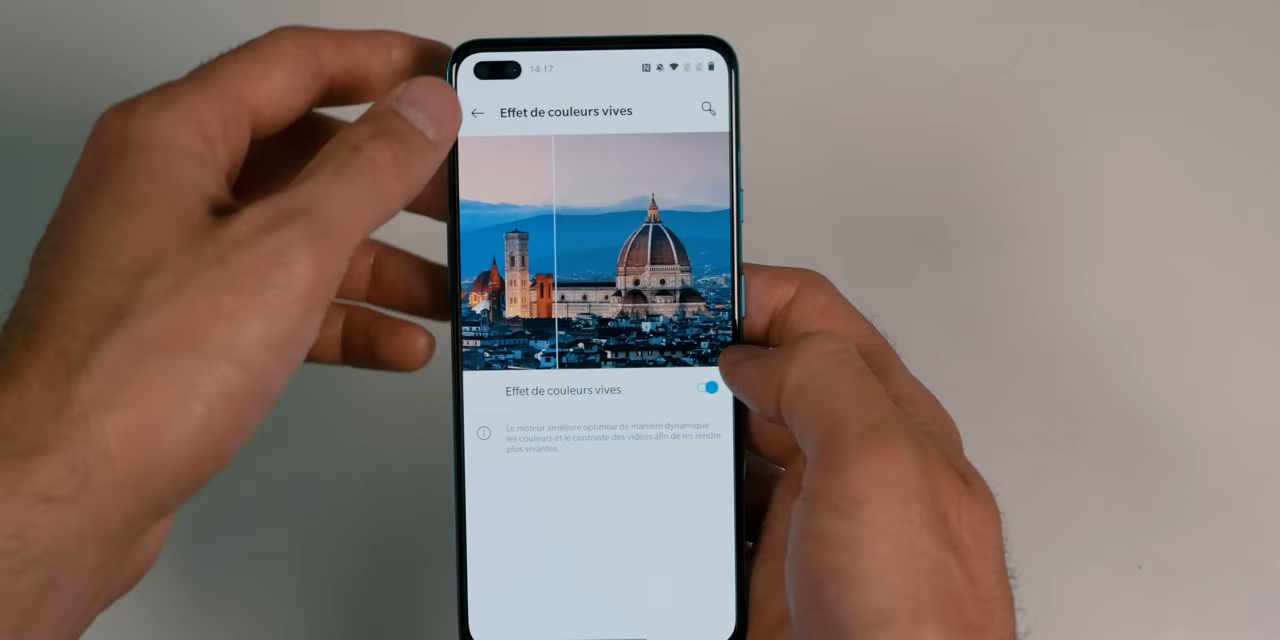 14:17
Effet de couleurs vives
Effet de couleurs vives
Le moteur améliore optimise de manière dynamique
les couleurs et le contraste des vidéos afin de les rendre
plus vivantes